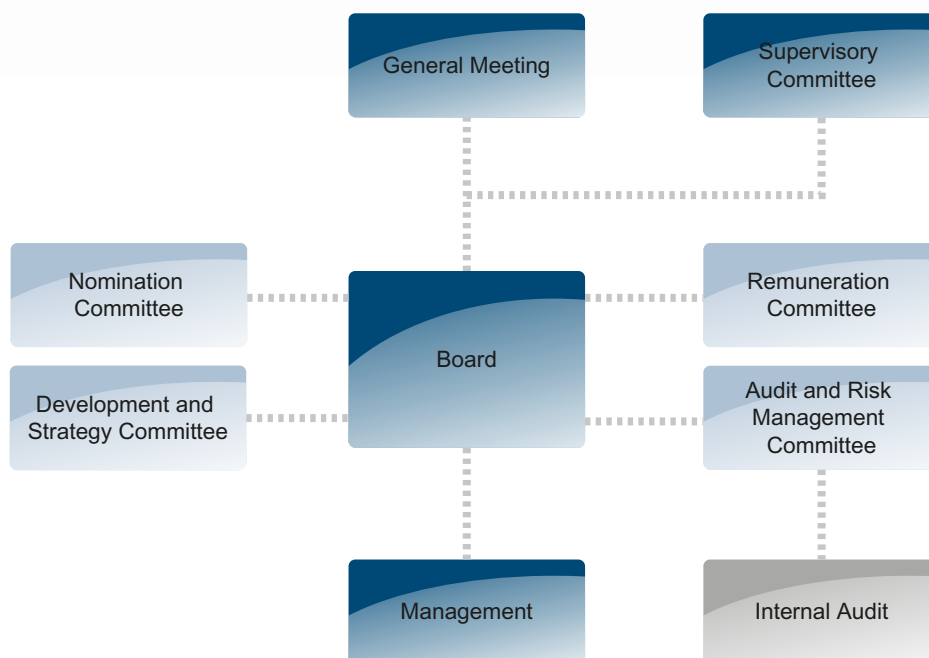 General Meeting
Supervisory
Committee
Nomination
Committee
Remuneration
Committee
Board
Development and
Strategy Committee
Audit and Risk
Management
Committee
Management
Internal Audit